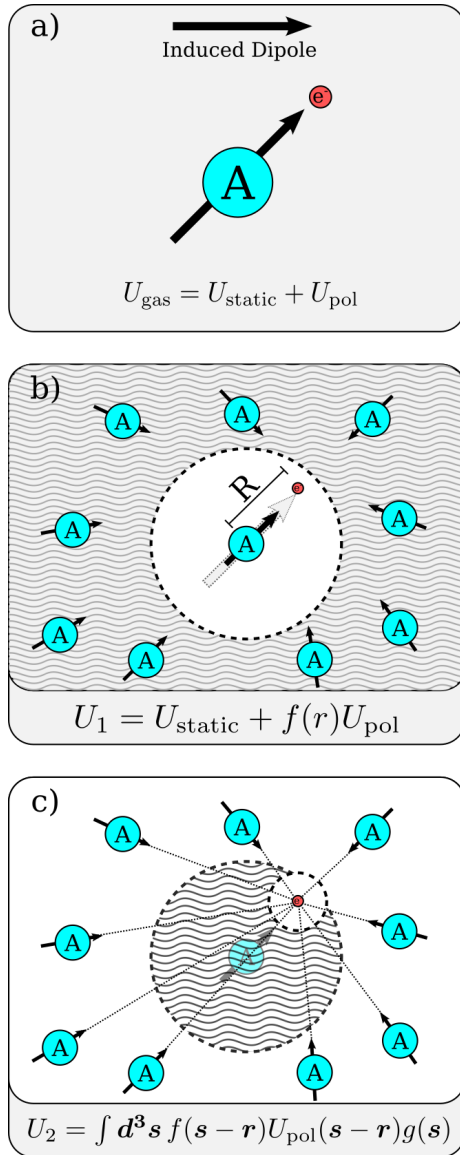 a)
Induced Dipole
e⁻
A
U_gas = U_static + U_pol
b)
A A A
R
e
A
A A
A A A A
U_1 = U_static + f(r)U_pol
c)
A A A
e
A
A A
A A A A
U_2 = ∫ d³s f(s − r)U_pol(s − r)g(s)